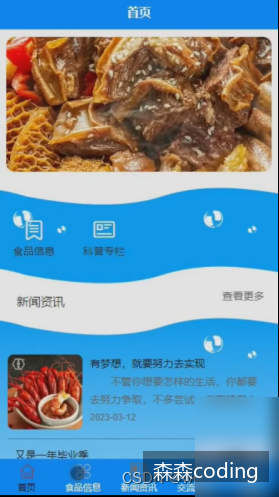 首页
食品信息
科普专栏
新闻资讯
查看更多
有梦想，就要努力去实现
不管你想要怎样的生活，你都要
去努力争取，不多尝试
2023-03-12
又是一年毕业季
首页
食品信息
新闻资讯
交流
CSDN
森森coding